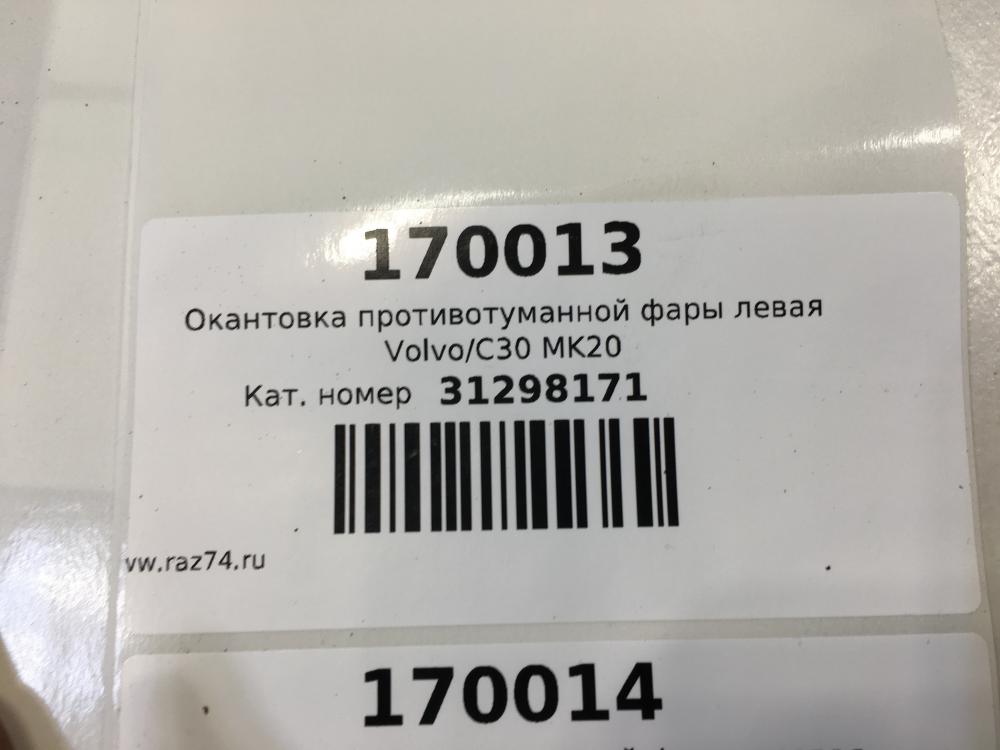 170013
Окантовка противотуманной фары левая
Volvo/C30 MK20
Кат. номер 31298171
vw.raz74.ru
170014